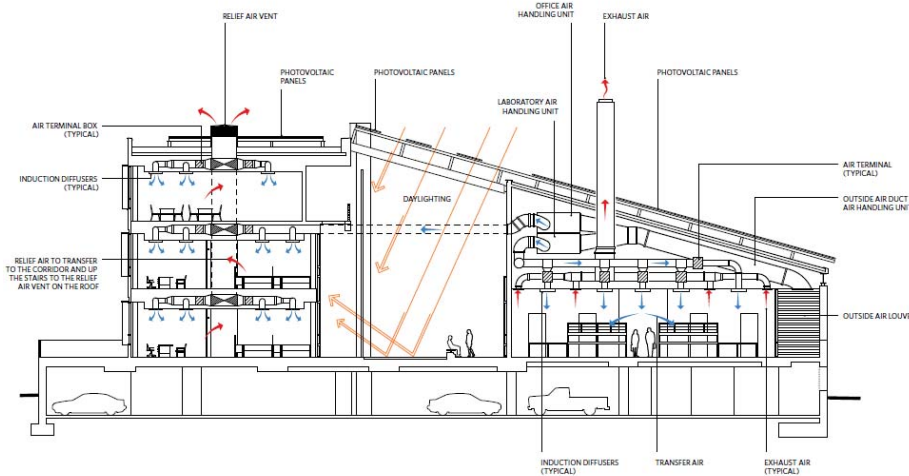 RELIEF AIR VENT
OFFICE AIR
HANDLING UNIT
EXHAUST AIR
PHOTOVOLTAIC
PANELS
PHOTOVOLTAIC PANELS
PHOTOVOLTAIC PANELS
LABORATORY AIR
HANDLING UNIT
AIR TERMINAL BOX
(TYPICAL)
AIR TERMINAL
(TYPICAL)
INDUCTION DIFFUSERS
(TYPICAL)
DAYLIGHTING
OUTSIDE AIR DUCT
AIR HANDLING UNIT
RELIEF AIR TO TRANSFER
TO THE CORRIDOR AND UP
THE STAIRS TO THE RELIEF
AIR VENT ON THE ROOF
OUTSIDE AIR LOUV
INDUCTION DIFFUSERS
(TYPICAL)
TRANSFER AIR
EXHAUST AIR
(TYPICAL)